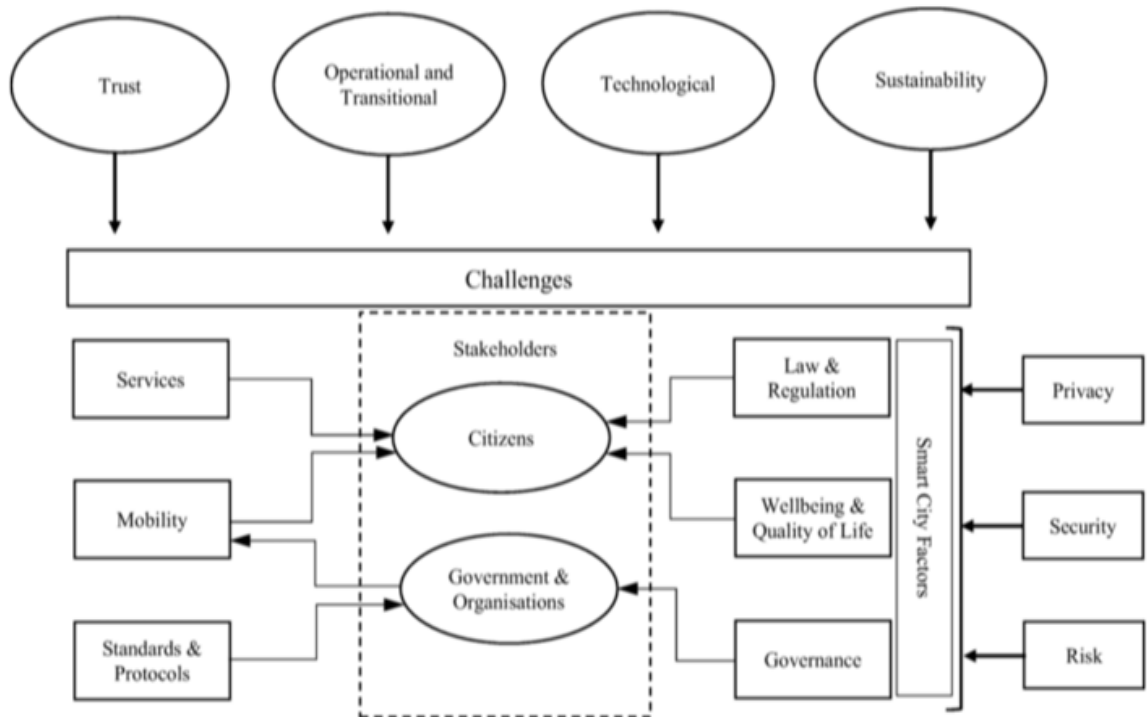 Trust
Operational and
Transitional
Technological
Sustainability
Challenges
Stakeholders
Services
Citizens
Law &
Regulation
Privacy
Smart City Factors
Mobility
Wellbeing &
Quality of Life
Security
Government &
Organisations
Standards &
Protocols
Governance
Risk